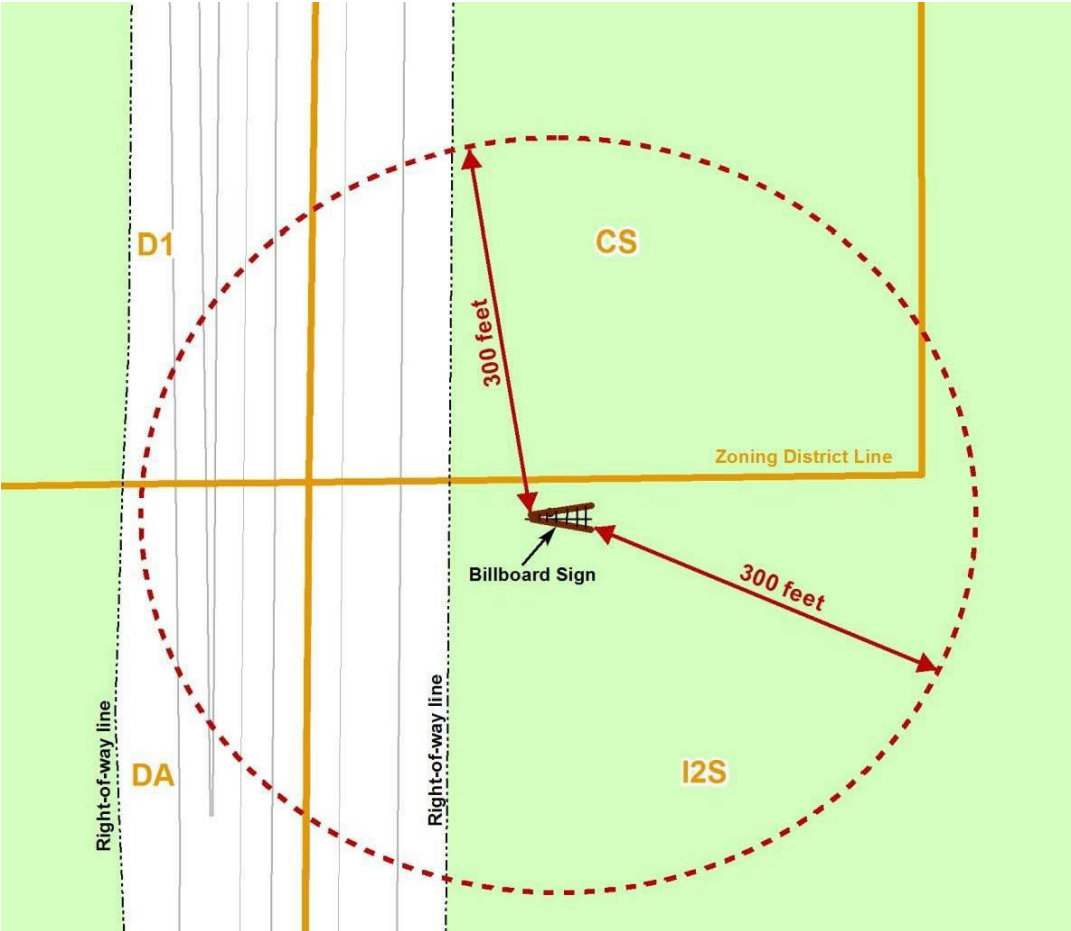 D1
CS
300 feet
Zoning District Line
Billboard Sign
300 feet
Right-of-way line
Right-of-way line
DA
I2S